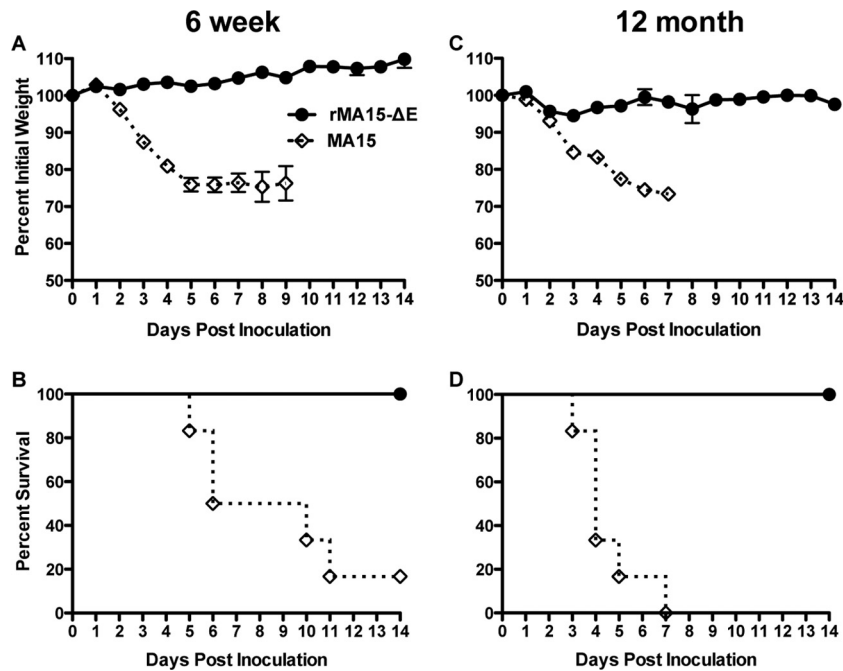 6 week
12 month
A
Percent Initial Weight
110
100
90
80
70
60
50
rMA15-ΔE
MA15
0 1 2 3 4 5 6 7 8 9 10 11 12 13 14
Days Post Inoculation
C
110
100
90
80
70
60
50
0 1 2 3 4 5 6 7 8 9 10 11 12 13 14
Days Post Inoculation
B
Percent Survival
100
80
60
40
20
0
0 1 2 3 4 5 6 7 8 9 10 11 12 13 14
Days Post Inoculation
D
100
80
60
40
20
0
0 1 2 3 4 5 6 7 8 9 10 11 12 13 14
Days Post Inoculation